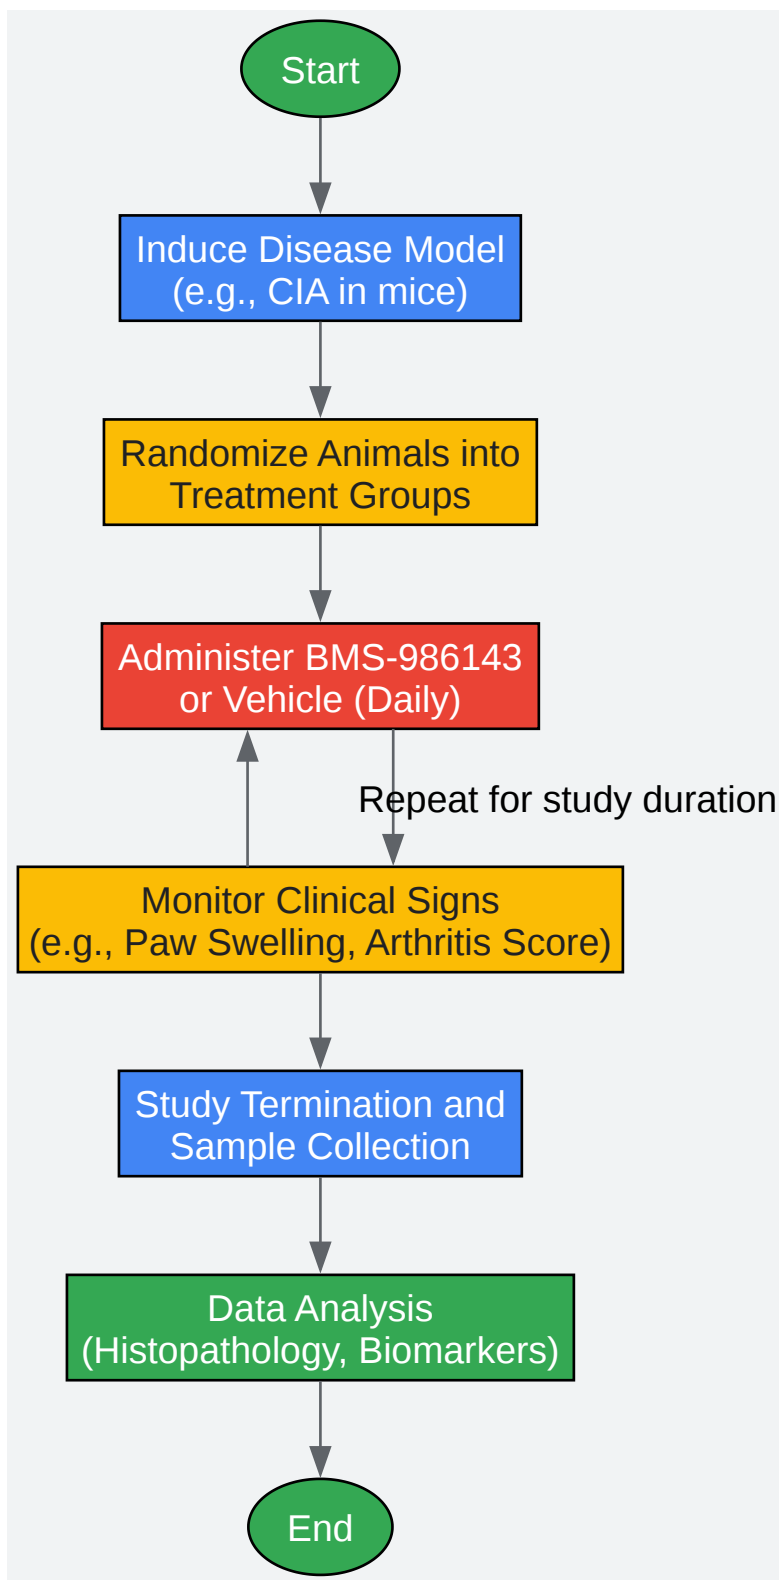 Start
Induce Disease Model
(e.g., CIA in mice)
Randomize Animals into
Treatment Groups
Administer BMS-986143
or Vehicle (Daily)
Repeat for study duration
Monitor Clinical Signs
(e.g., Paw Swelling, Arthritis Score)
Study Termination and
Sample Collection
Data Analysis
(Histopathology, Biomarkers)
End